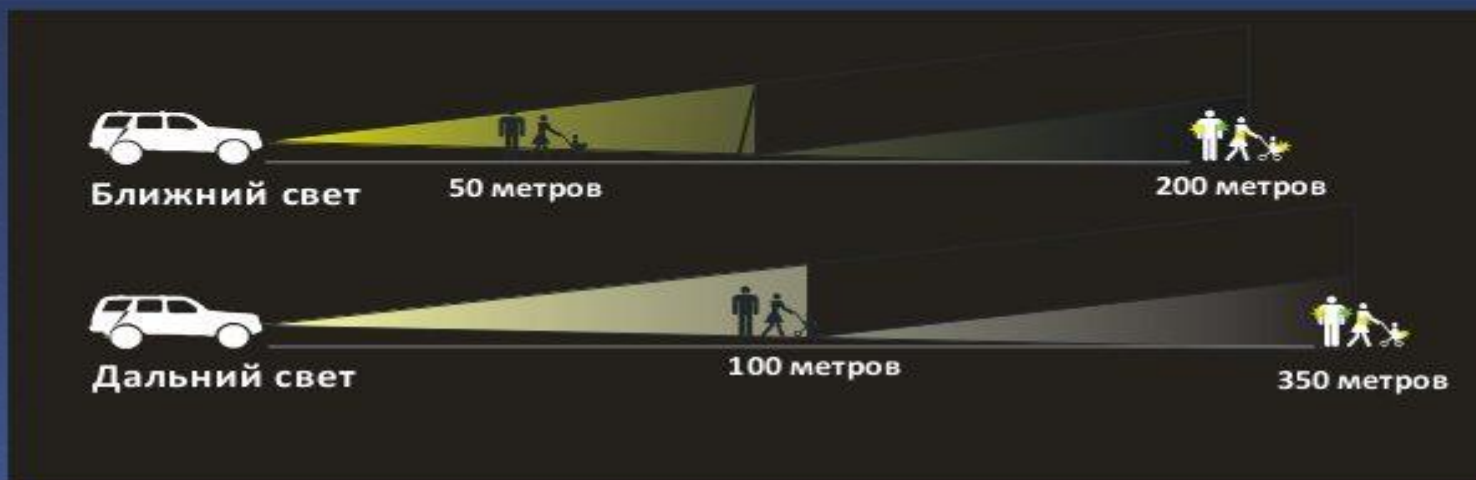 Ближний свет
50 метров
200 метров
Дальний свет
100 метров
350 метров